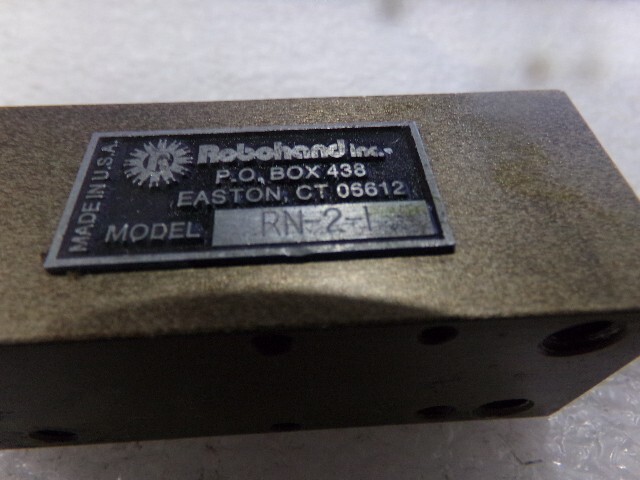 MADE IN U.S.A.
Robohand Inc.
P.O. BOX 438
EASTON, CT 06612
MODEL RN-2-1